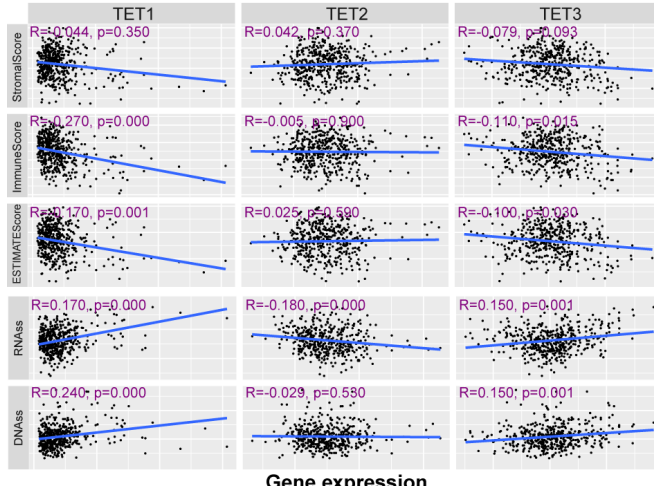 TET1 TET2 TET3
StromalScore R=-0.044, p=0.350 R=0.042, p=0.370 R=-0.079, p=0.093
ImmuneScore R=-0.270, p=0.000 R=-0.005, p=0.900 R=-0.110, p=0.015
ESTIMATEScore R=-0.170, p=0.001 R=0.025, p=0.590 R=-0.100, p=0.030
RNAss R=0.170, p=0.000 R=-0.180, p=0.000 R=0.150, p=0.001
DNAss R=0.240, p=0.000 R=-0.029, p=0.580 R=0.150, p=0.001
Gene expression